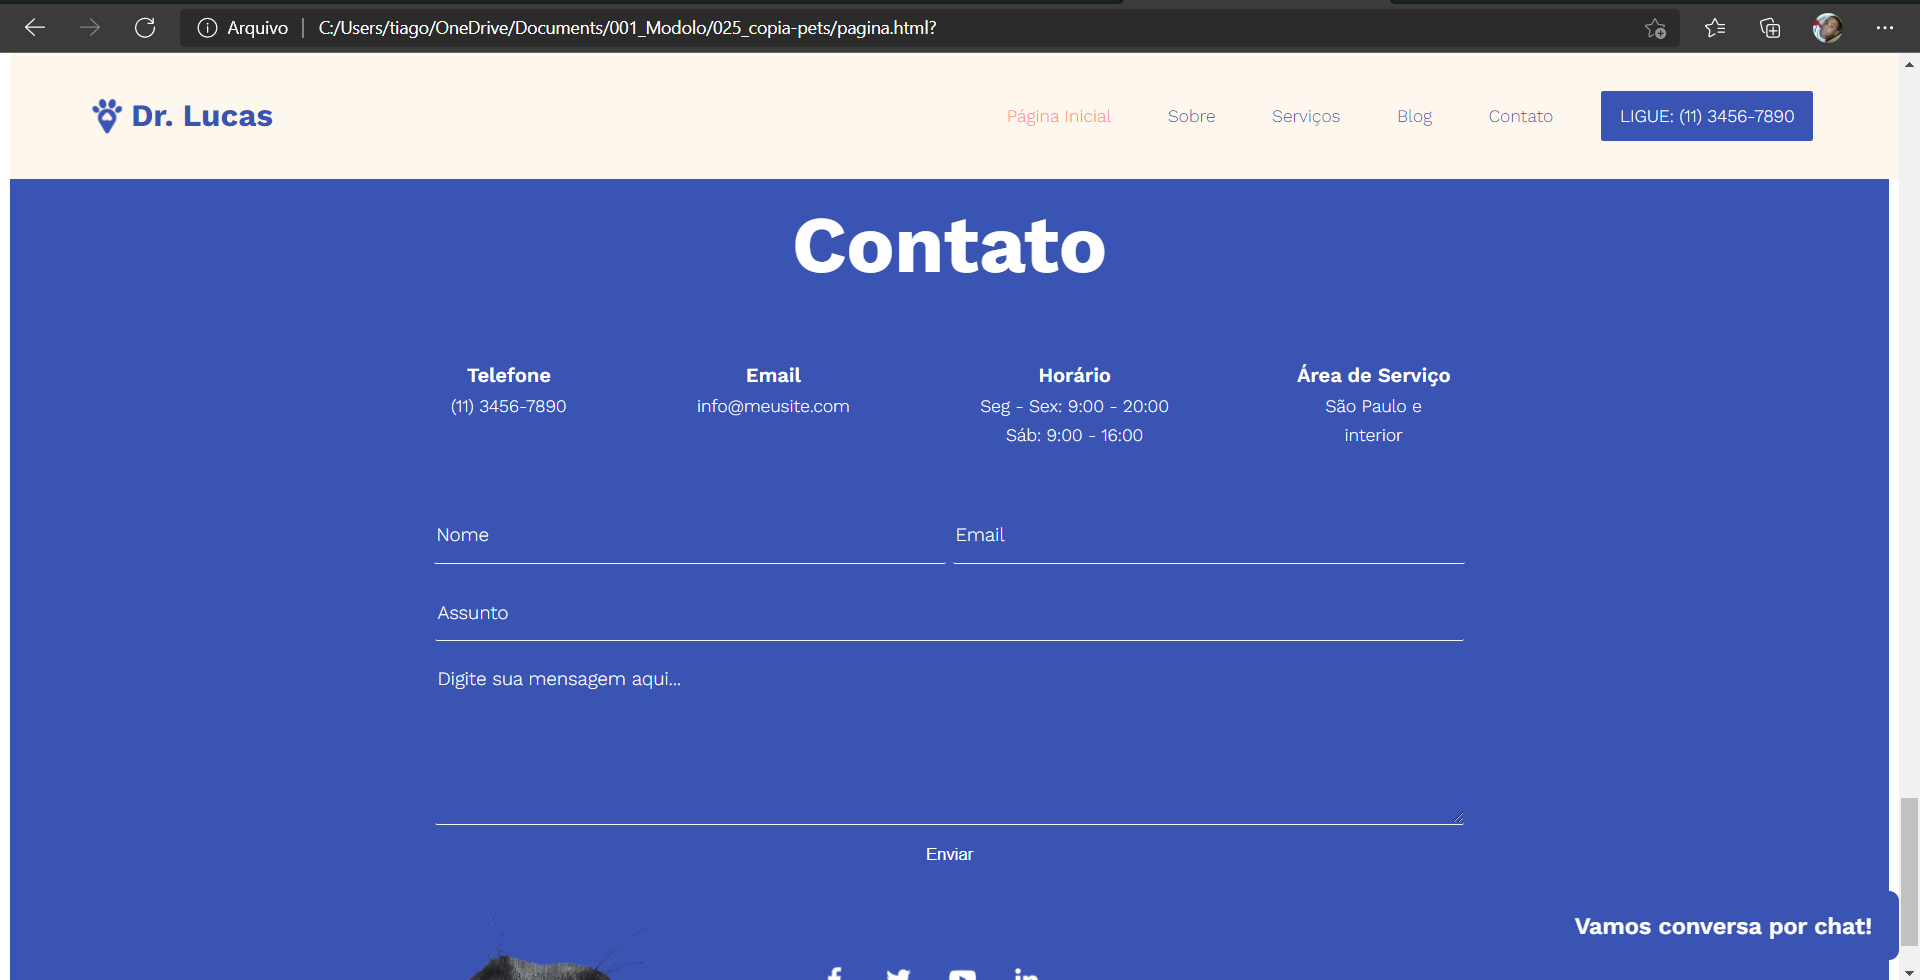 Arquivo
C:/Users/tiago/OneDrive/Documents/001_Modolo/025_copia-pets/pagina.html?
Dr. Lucas
Página Inicial Sobre Serviços Blog Contato LIGUE: (11) 3456-7890
Contato
Telefone
(11) 3456-7890
Email
info@meusite.com
Horário
Seg - Sex: 9:00 - 20:00
Sáb: 9:00 - 16:00
Área de Serviço
São Paulo e
interior
Nome
Email
Assunto
Digite sua mensagem aqui...
Enviar
Vamos conversa por chat!